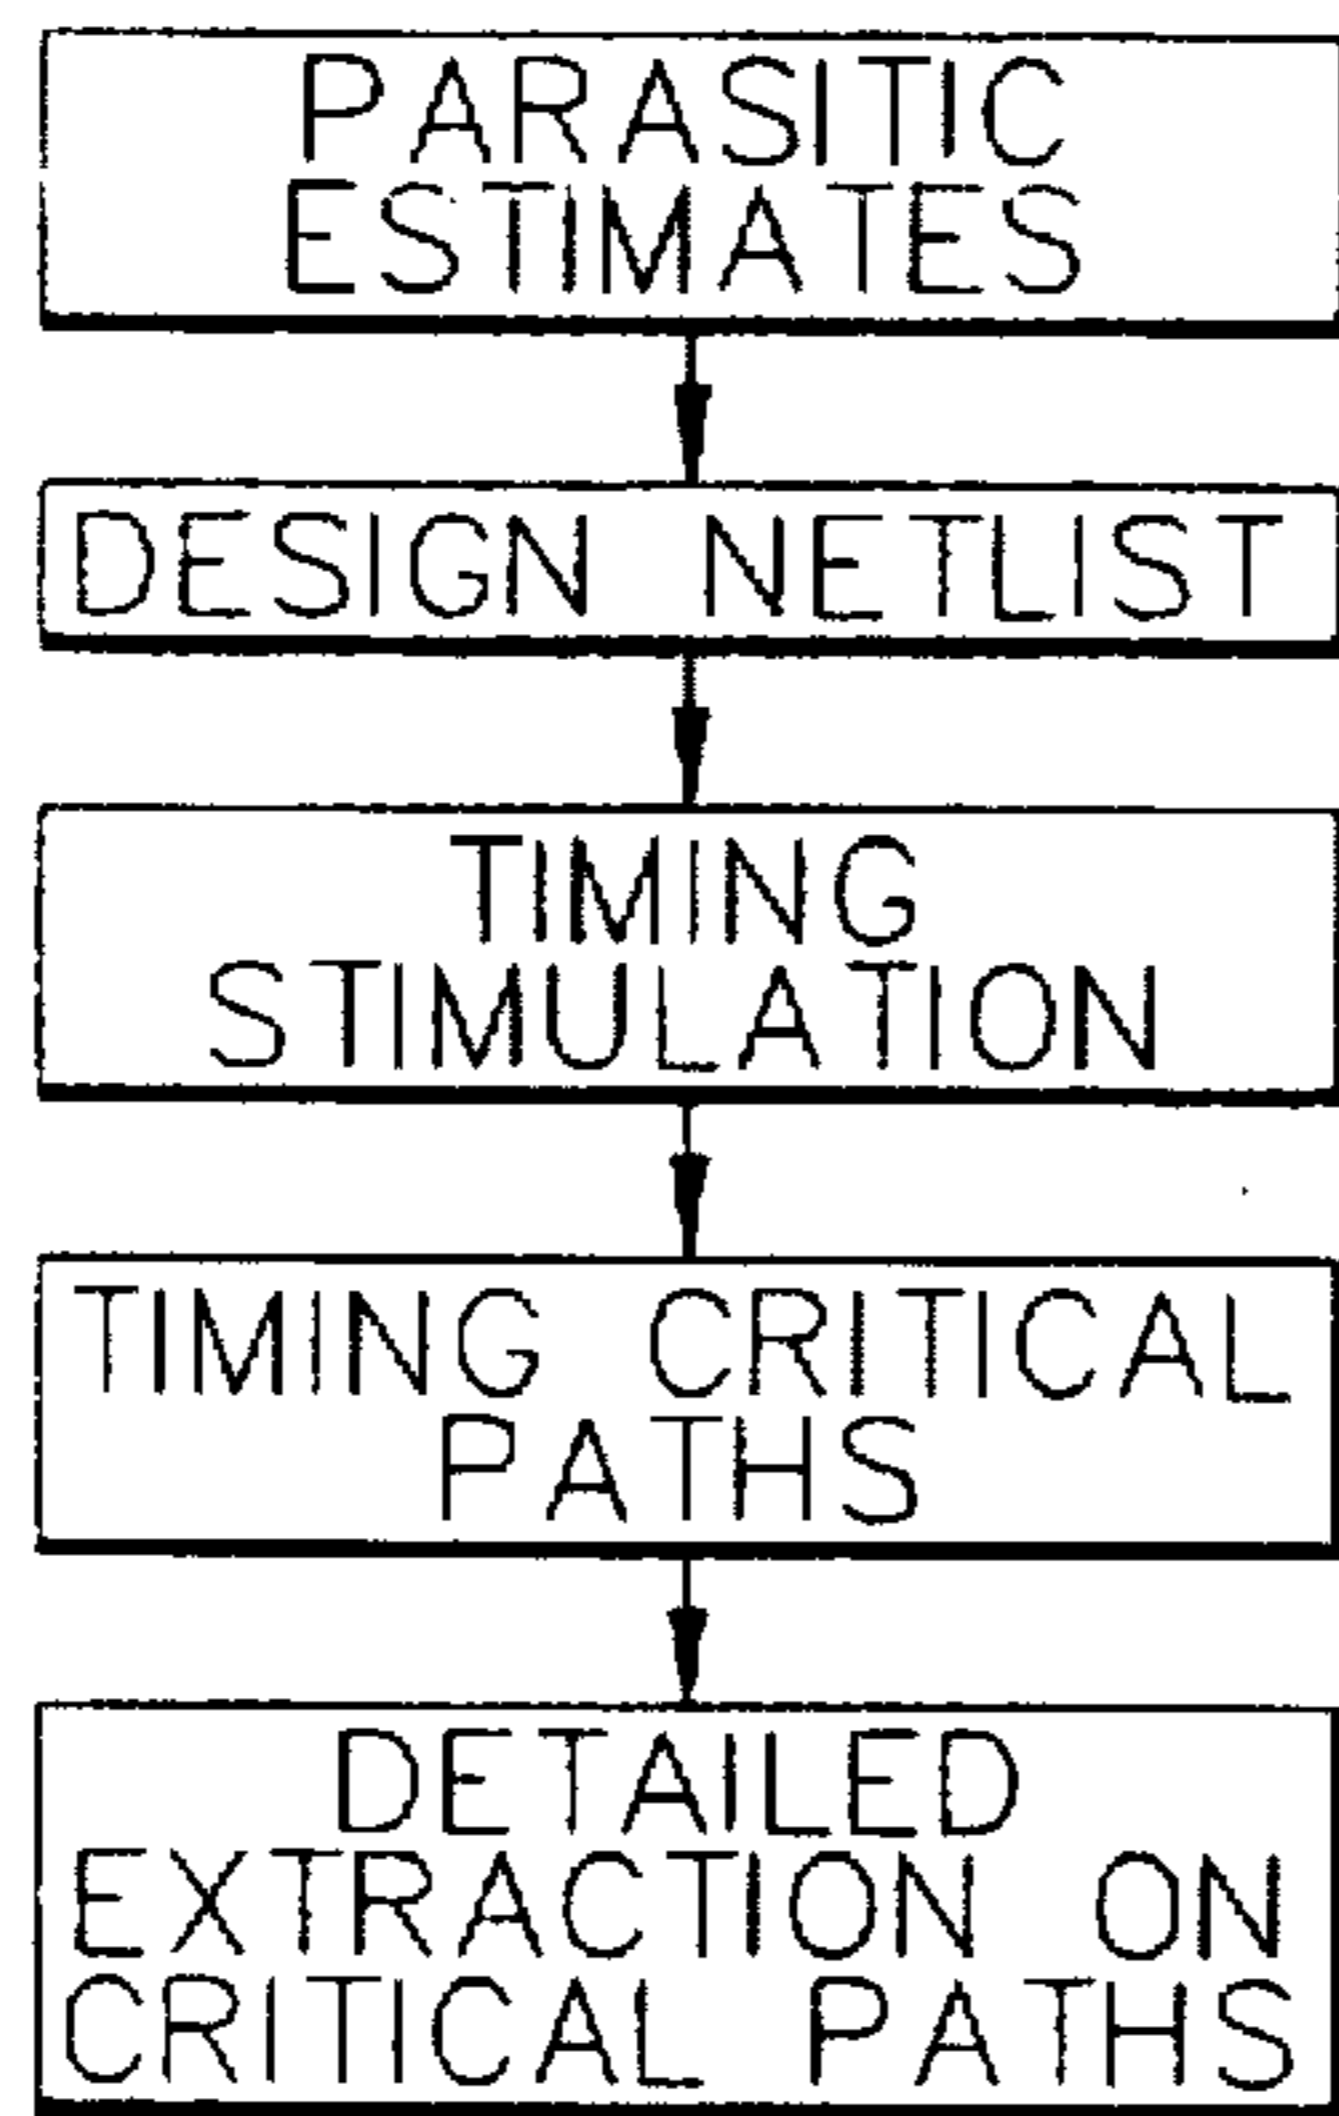 PARASITIC
ESTIMATES
DESIGN NETLIST
TIMING
STIMULATION
TIMING CRITICAL
PATHS
DETAILED
EXTRACTION ON
CRITICAL PATHS